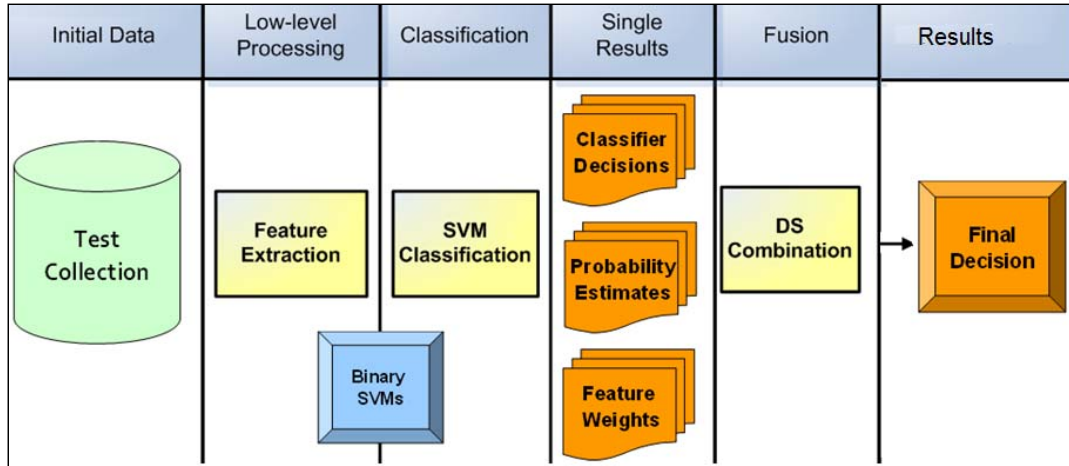 Initial Data
Low-level
Processing
Classification
Single
Results
Fusion
Results
Test
Collection
Feature
Extraction
SVM
Classification
Binary
SVMs
Classifier
Decisions
Probability
Estimates
Feature
Weights
DS
Combination
Final
Decision